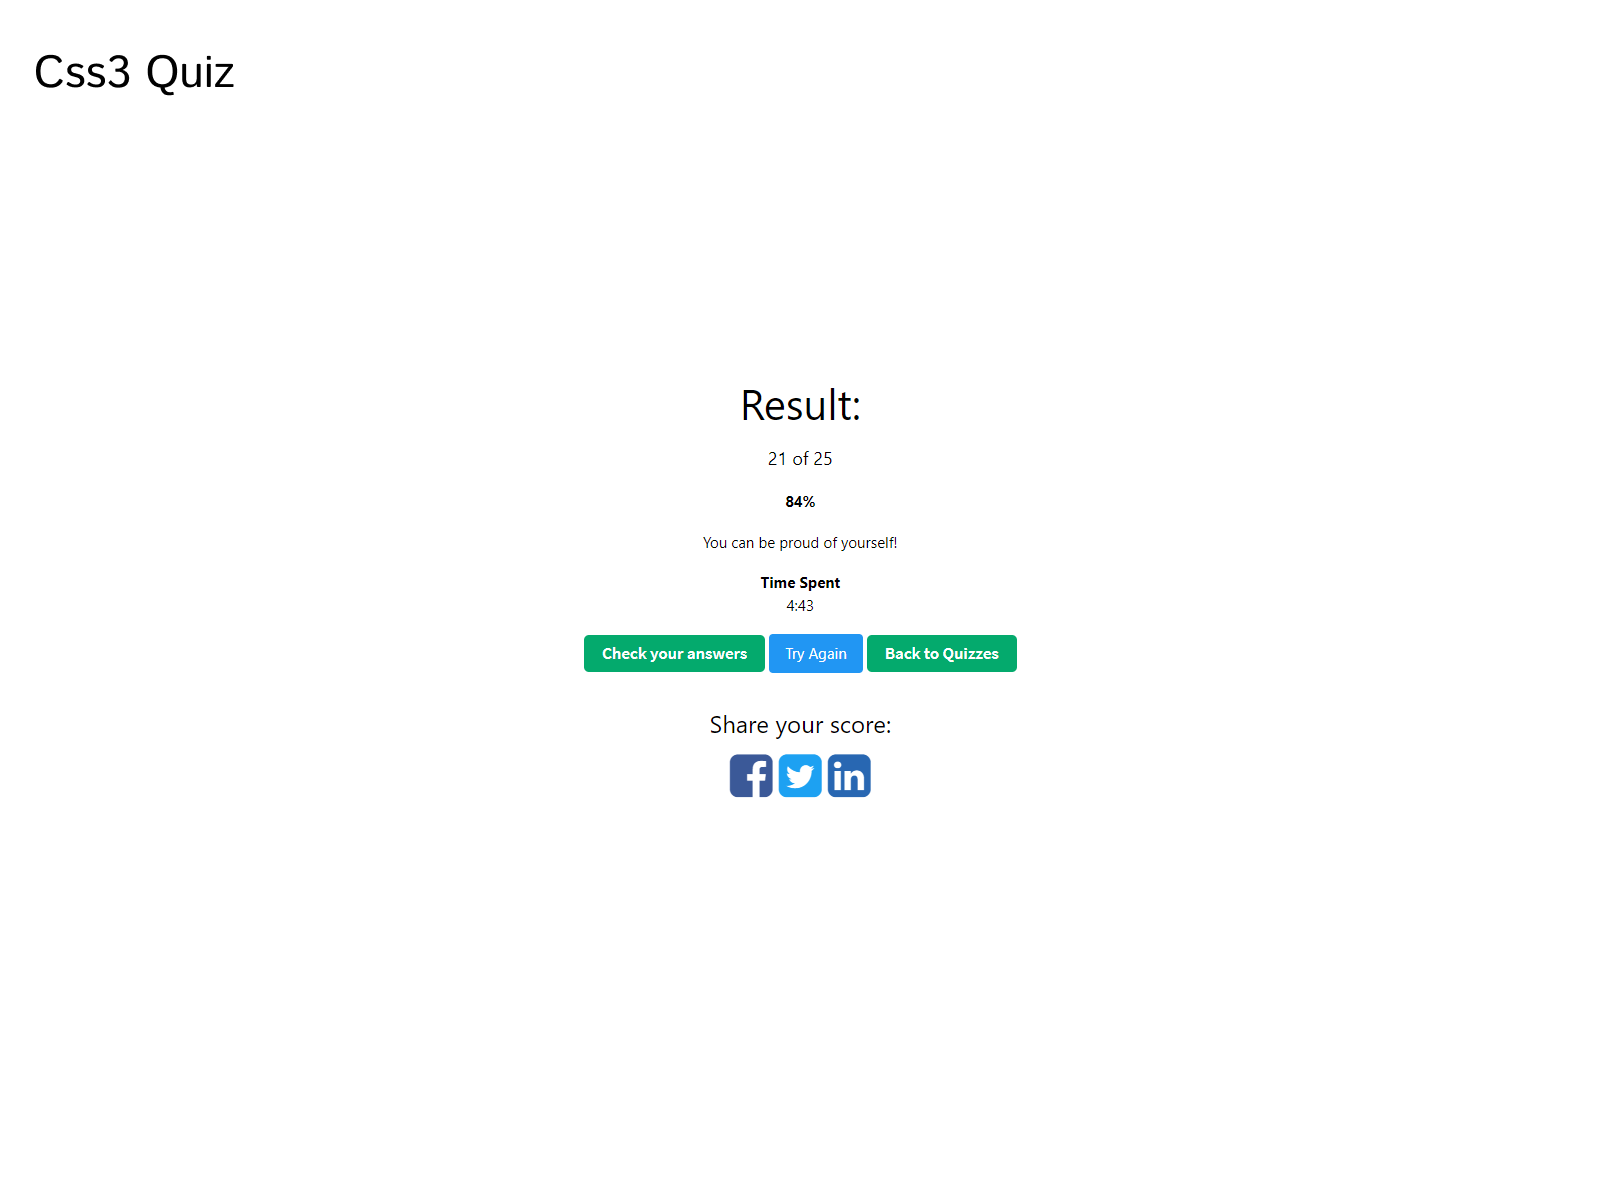 Css3 Quiz
Result:
21 of 25
84%
You can be proud of yourself!
Time Spent
4:43
Check your answers Try Again Back to Quizzes
Share your score: